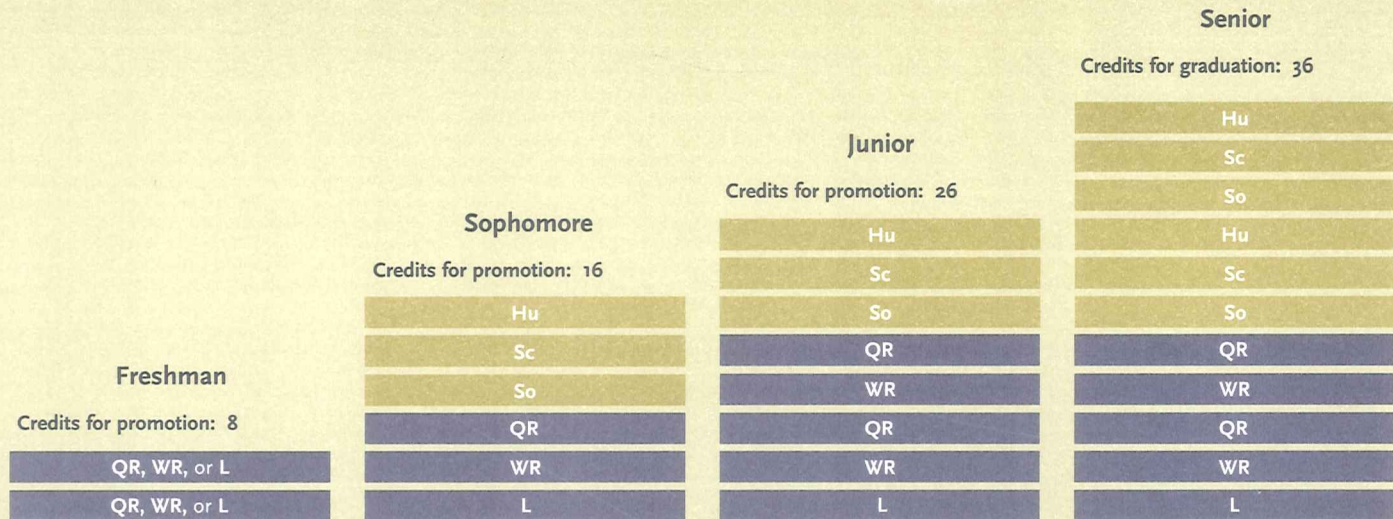 Freshman
Credits for promotion: 8
QR, WR, or L
QR, WR, or L
Sophomore
Credits for promotion: 16
Hu
Sc
So
QR
WR
L
Junior
Credits for promotion: 26
Hu
Sc
So
QR
WR
QR
WR
L
Senior
Credits for graduation: 36
Hu
Sc
So
Hu
Sc
So
QR
WR
QR
WR
L